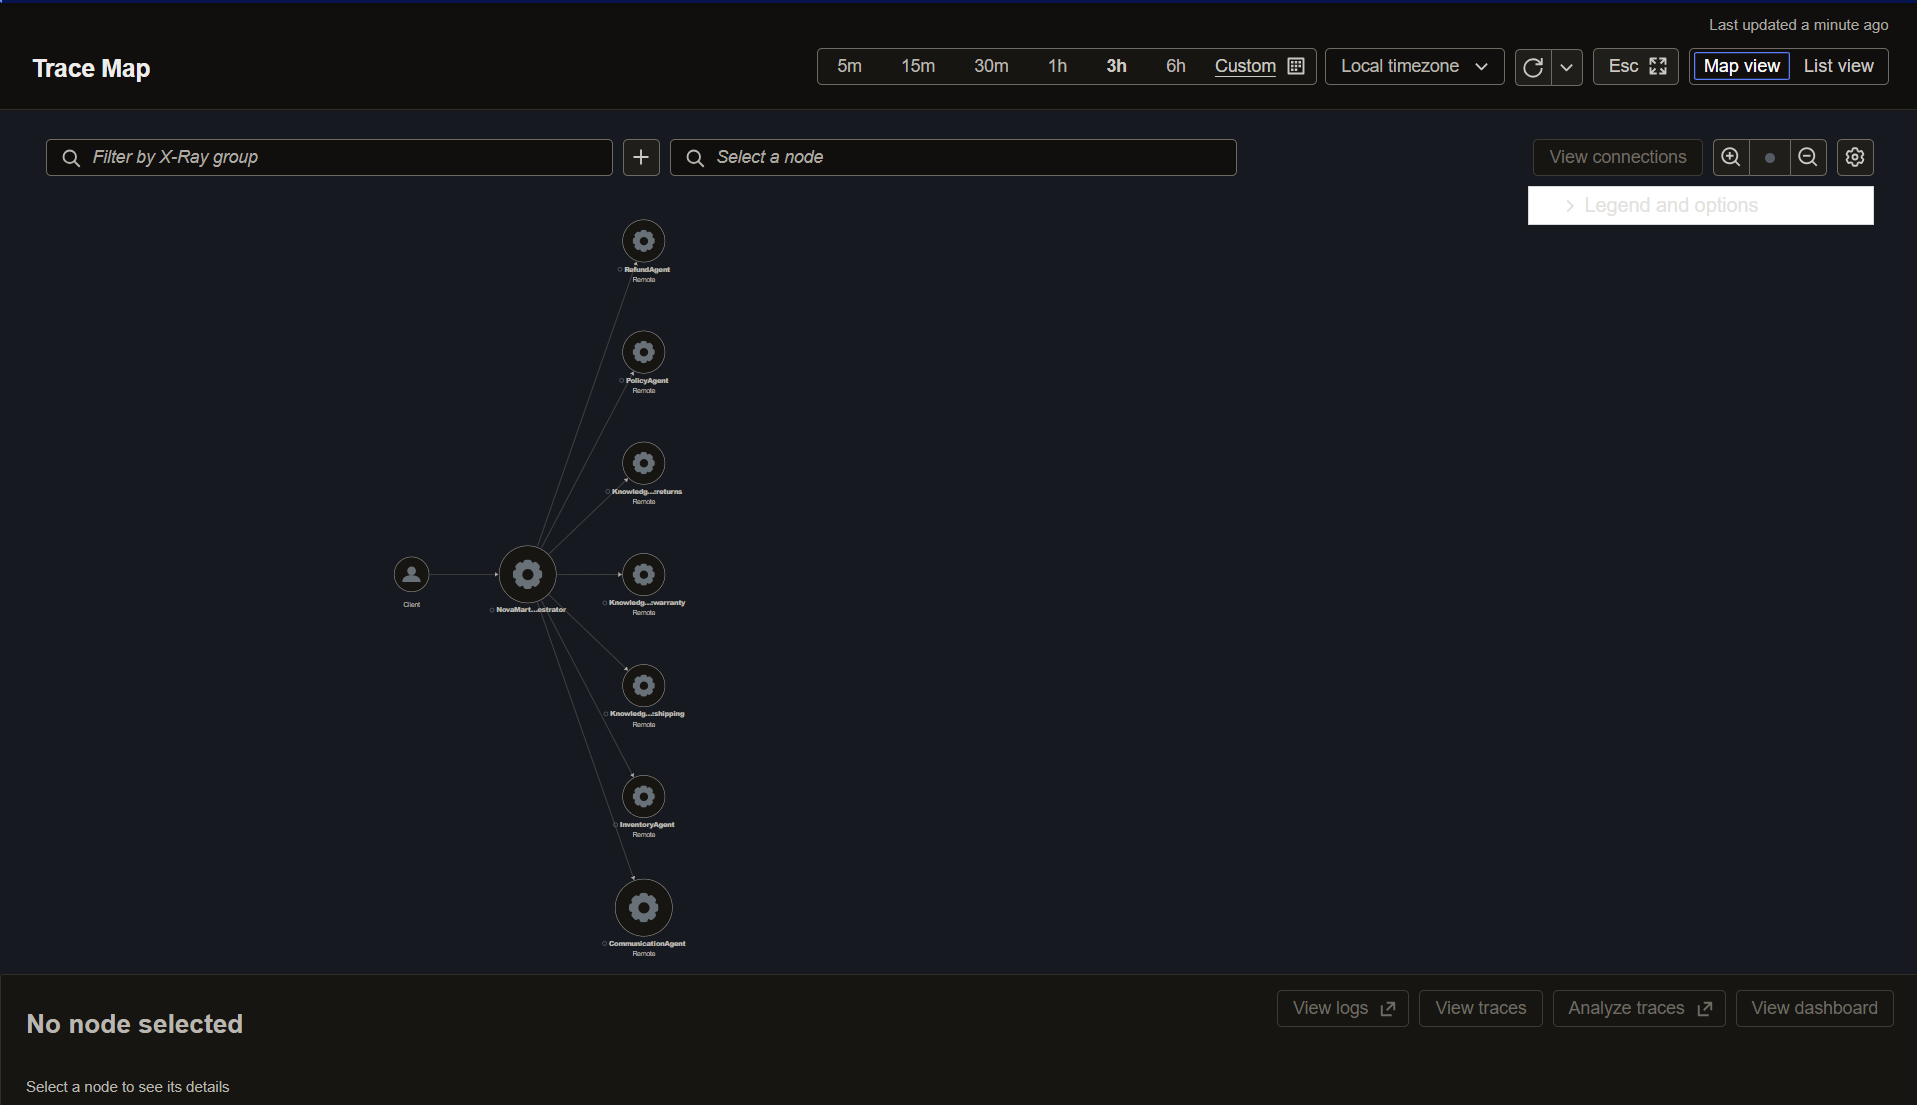 Last updated a minute ago
Trace Map
5m 15m 30m 1h 3h 6h Custom
Local timezone
Esc
Map view List view
Filter by X-Ray group
Select a node
View connections
Legend and options
RefundAgent
Remote
PolicyAgent
Remote
Knowledg...:returns
Remote
Knowledg...:warranty
Remote
Client
NovaMart...estrator
Knowledg...:shipping
Remote
InventoryAgent
Remote
CommunicationAgent
Remote
No node selected
View logs View traces Analyze traces View dashboard
Select a node to see its details